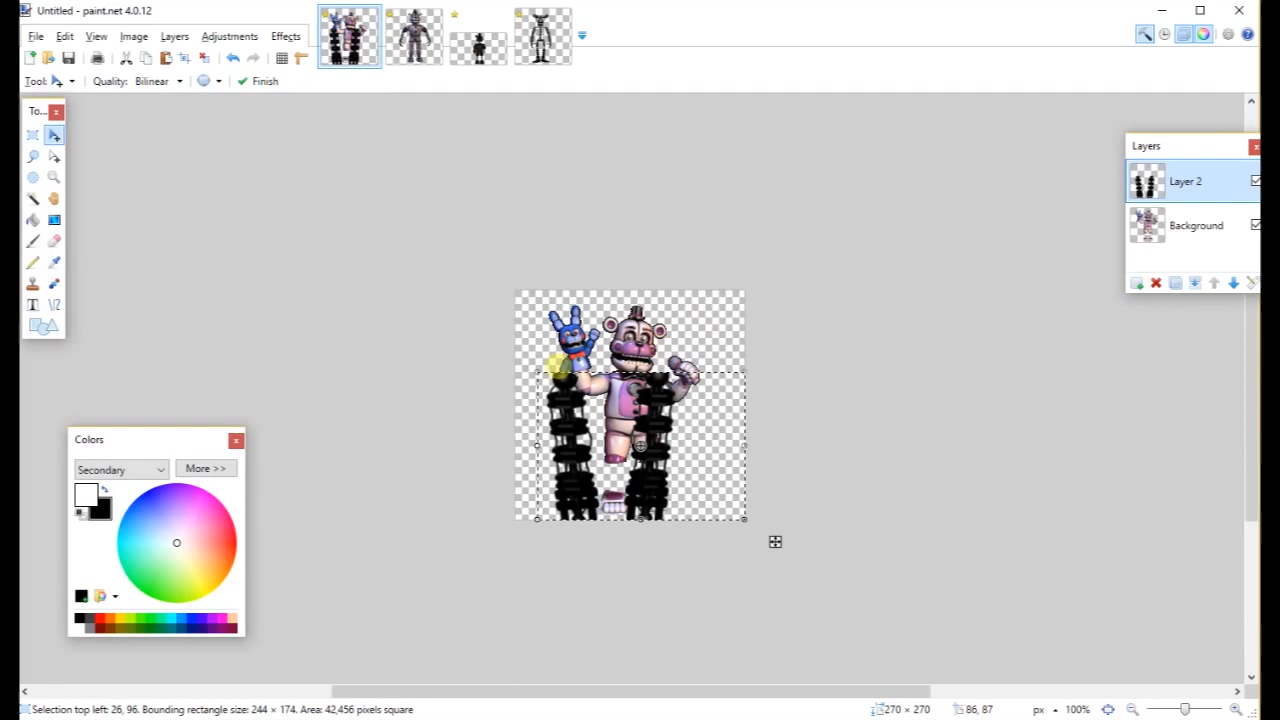 Untitled - paint.net 4.0.12
File Edit View Image Layers Adjustments Effects
Tool: Quality: Bilinear Finish
To...
Layers
Layer 2
Background
Colors
Secondary More >>
Selection top left: 26, 96. Bounding rectangle size: 244 × 174. Area: 42,456 pixels square 270 × 270 86, 87 px 100%